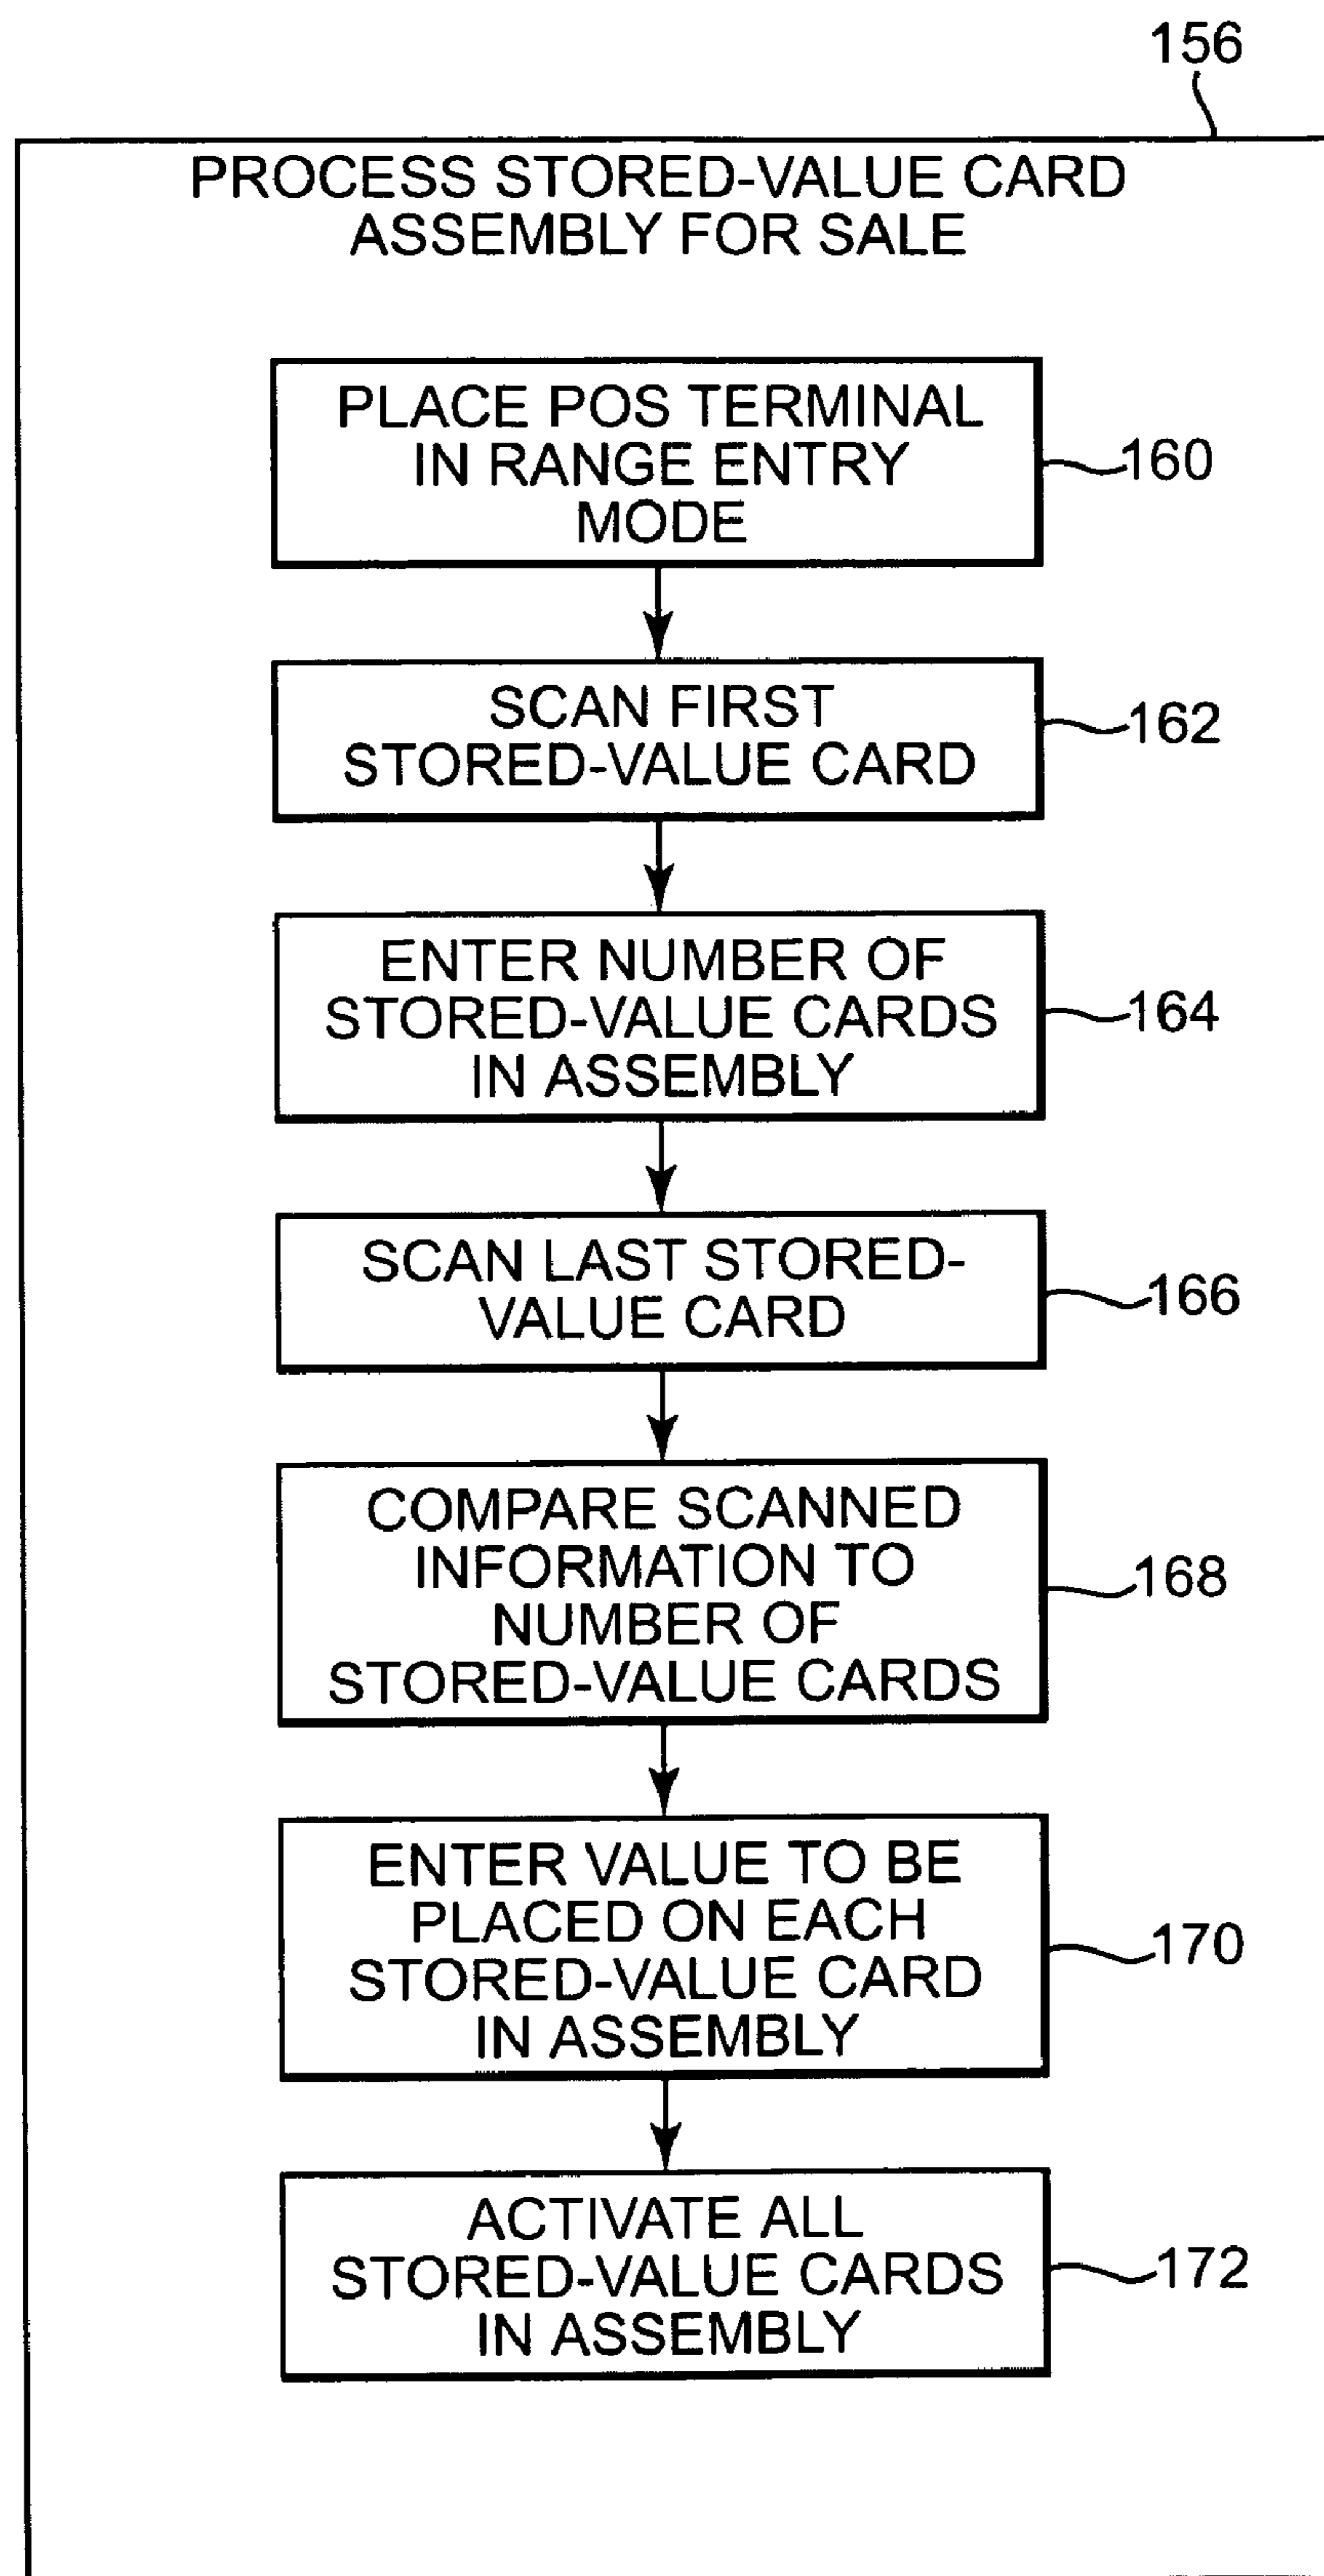 156
PROCESS STORED-VALUE CARD
ASSEMBLY FOR SALE
PLACE POS TERMINAL
IN RANGE ENTRY
MODE
160
SCAN FIRST
STORED-VALUE CARD
162
ENTER NUMBER OF
STORED-VALUE CARDS
IN ASSEMBLY
164
SCAN LAST STORED-
VALUE CARD
166
COMPARE SCANNED
INFORMATION TO
NUMBER OF
STORED-VALUE CARDS
168
ENTER VALUE TO BE
PLACED ON EACH
STORED-VALUE CARD
IN ASSEMBLY
170
ACTIVATE ALL
STORED-VALUE CARDS
IN ASSEMBLY
172